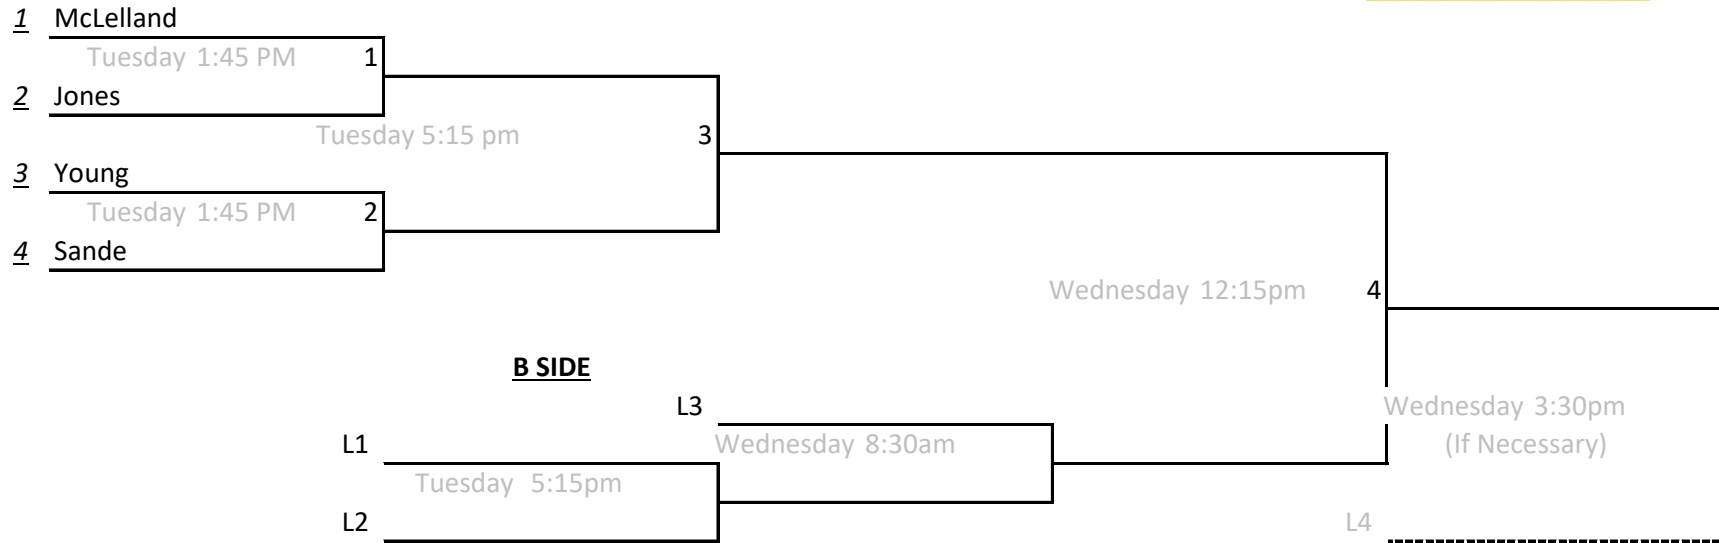 1 McLelland
Tuesday 1:45 PM 1
2 Jones
Tuesday 5:15 pm 3
3 Young
Tuesday 1:45 PM 2
4 Sande
Wednesday 12:15pm 4
B SIDE
L3 Wednesday 3:30pm
L1 Wednesday 8:30am (If Necessary)
Tuesday 5:15pm
L2 L4